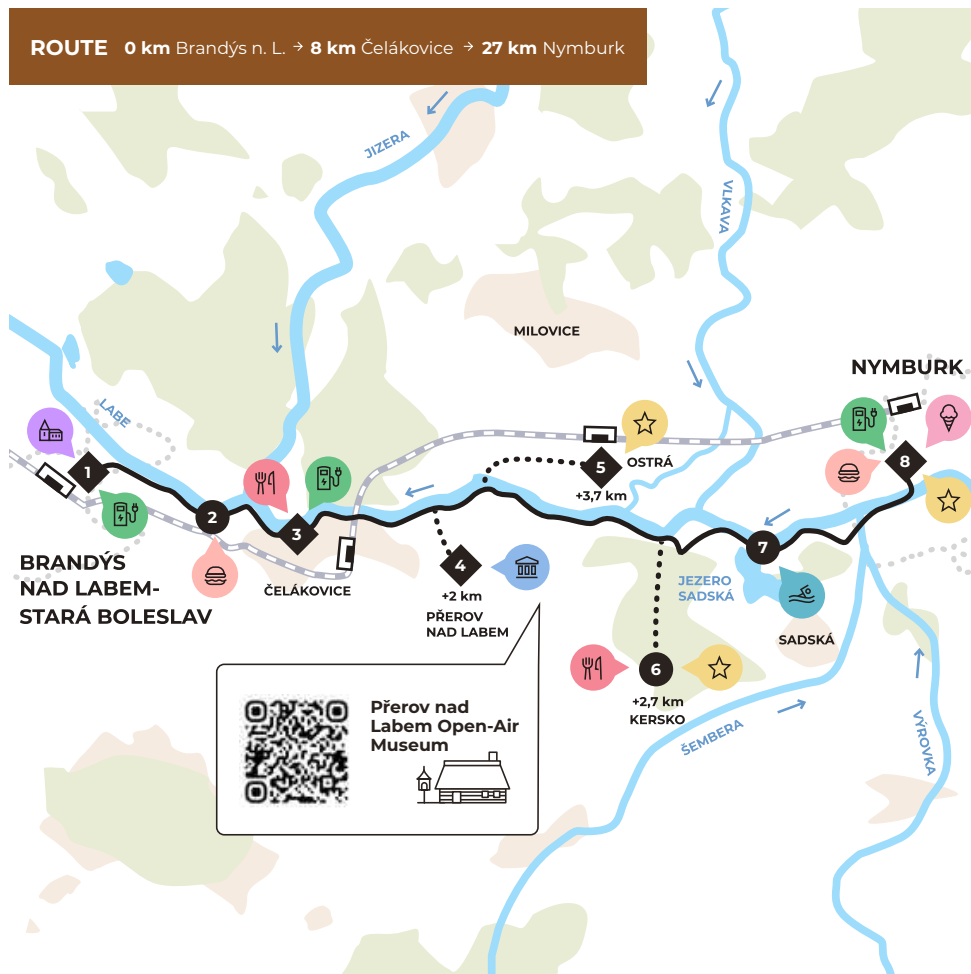 ROUTE 0 km Brandýs n. L. → 8 km Čelákovice → 27 km Nymburk
JIZERA
VLKAVA
MILOVICE
NYMBURK
LABE
1
5
OSTRÁ
+3,7 km
8
2
3
7
BRANDÝS
NAD LABEM-
STARÁ BOLESLAV
ČELÁKOVICE
4
+2 km
PŘEROV
NAD LABEM
JEZERO
SADSKÁ
SADSKÁ
6
+2,7 km
KERSKO
ŠEMBERA
VÝROVKA
Přerov nad
Labem Open-Air
Museum